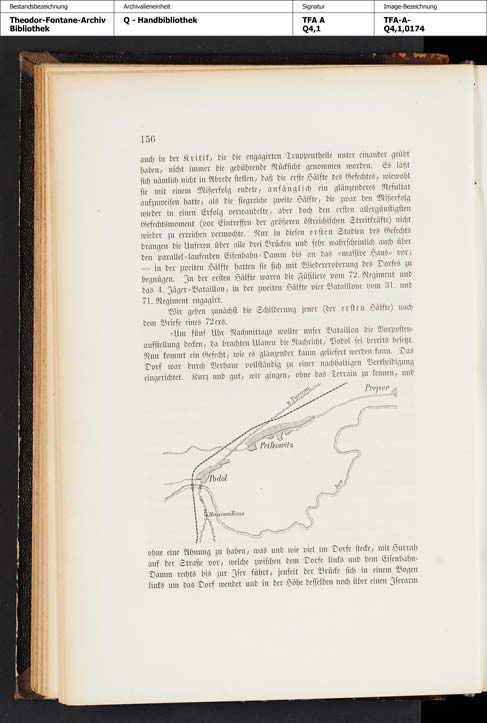 Bestandsbezeichnung
Archivalieneinheit
Signatur
Image-Bezeichnung
Theodor-Fontane-Archiv
Bibliothek
Q - Handbibliothek
TFA A
Q4,1
TFA-A-
Q4,1,0174
156
auch in der Kritik, die die engagirten Truppentheile unter einander geübt
haben, nicht immer die gebührende Rücksicht genommen worden. Es läßt
sich nämlich nicht in Abrede stellen, daß die erste Hälfte des Gefechtes, wiewohl
sie mit einem Mißerfolg endete, anfänglich ein glänzenderes Resultat
aufzuweisen hatte, als die siegreiche zweite Hälfte, die zwar den Mißerfolg
wieder in einen Erfolg verwandelte, aber doch den ersten allergünstigsten
Gefechtsmoment (vor Eintreffen der größeren östreichischen Streitkräfte) nicht
wieder zu erreichen vermochte. Nur in diesen ersten Stadien des Gefechts
drangen die Unseren über alle drei Brücken und sehr wahrscheinlich auch über
den parallel-laufenden Eisenbahn-Damm bis an das »massive Haus« vor;
— in der zweiten Hälfte hatten sie sich mit Wiedereroberung des Dorfes zu
begnügen. In der ersten Hälfte waren die Füsiliere vom 72. Regiment und
das 4. Jäger-Bataillon, in der zweiten Hälfte vier Bataillone vom 31. und
71. Regiment engagirt.
Wir geben zunächst die Schilderung jener (der ersten Hälfte) nach
dem Briefe eines 72ers.
»Um fünf Uhr Nachmittags wollte unser Bataillon die Vorposten-
aufstellung decken, da brachten Ulanen die Nachricht, Podol sei bereits besetzt.
Nun kommt ein Gefecht, wie es glänzender kaum geliefert werden kann. Das
Dorf war durch Verhaue vollständig zu einer nachhaltigen Vertheidigung
eingerichtet. Kurz und gut, wir gingen, ohne das Terrain zu kennen, und
n. Turnau
Preper
Priskowitz
Podol
Massives Haus
Iser
ohne eine Ahnung zu haben, was und wie viel im Dorfe stecke, mit Hurrah
auf der Straße vor, welche zwischen dem Dorfe links und dem Eisenbahn-
Damm rechts bis zur Iser führt, jenseit der Brücke sich in einem Bogen
links um das Dorf wendet und in der Höhe desselben noch über einen Iserarm